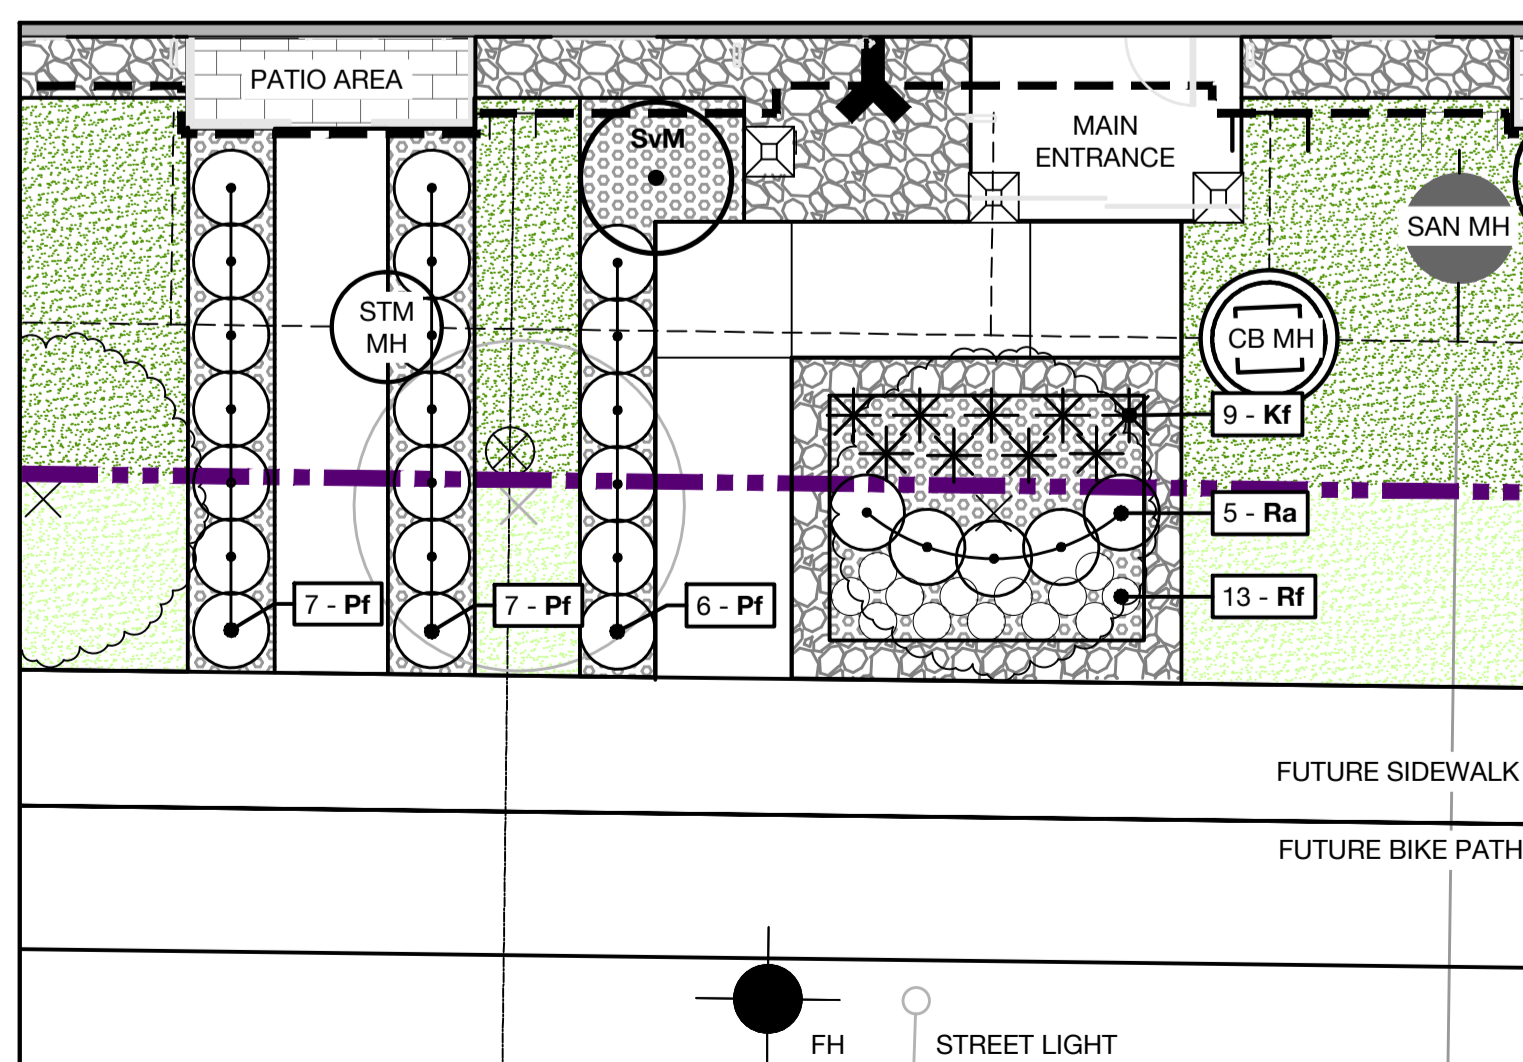 PATIO AREA
SvM
MAIN
ENTRANCE
SAN MH
STM
MH
CB MH
9 - Kf
5 - Ra
7 - Pf
7 - Pf
6 - Pf
13 - Rf
FUTURE SIDEWALK
FUTURE BIKE PATH
FH
STREET LIGHT